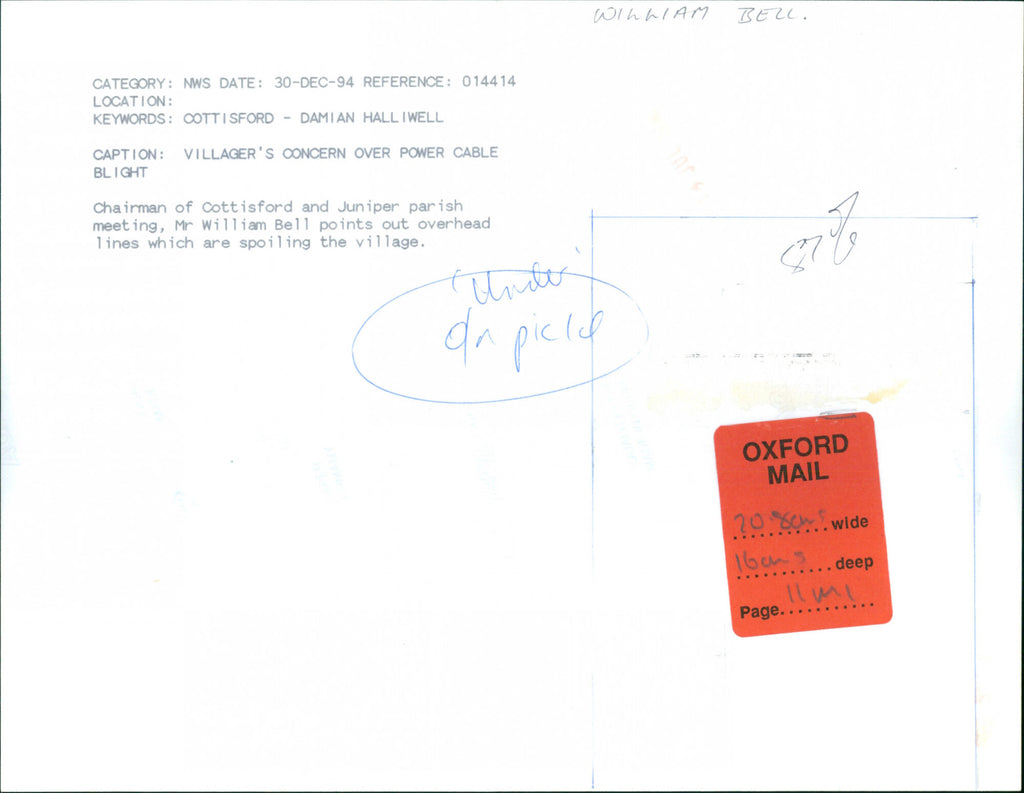 WILLIAM BELL.
CATEGORY: NWS DATE: 30-DEC-94 REFERENCE: 014414
LOCATION:
KEYWORDS: COTTISFORD - DAMIAN HALLIWELL
CAPTION: VILLAGER'S CONCERN OVER POWER CABLE
BLIGHT
Chairman of Cottisford and Juniper parish
meeting, Mr William Bell points out overhead
lines which are spoiling the village.
87%
'Under'
OXFORD
MAIL
wide
16cms deep
Page